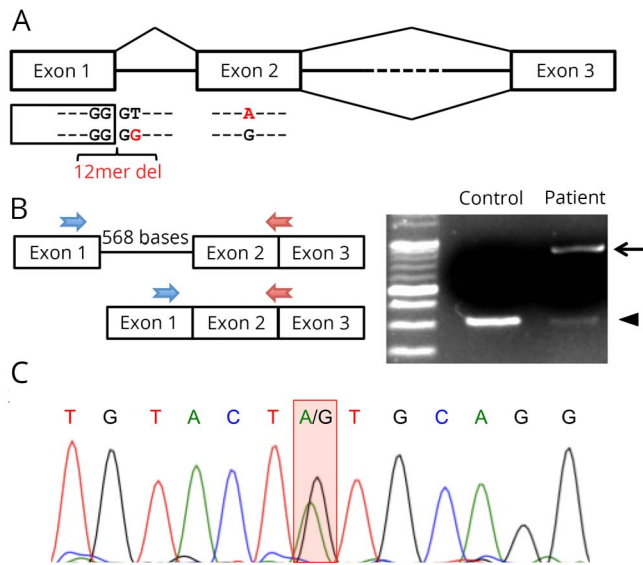 A
Exon 1 Exon 2 Exon 3
---GG GT--- ---A---
---GG GG--- ---G---
12mer del
B
Control Patient
568 bases
Exon 1 Exon 2 Exon 3
Exon 1 Exon 2 Exon 3
C
T G T A C T A/G T G C A G G